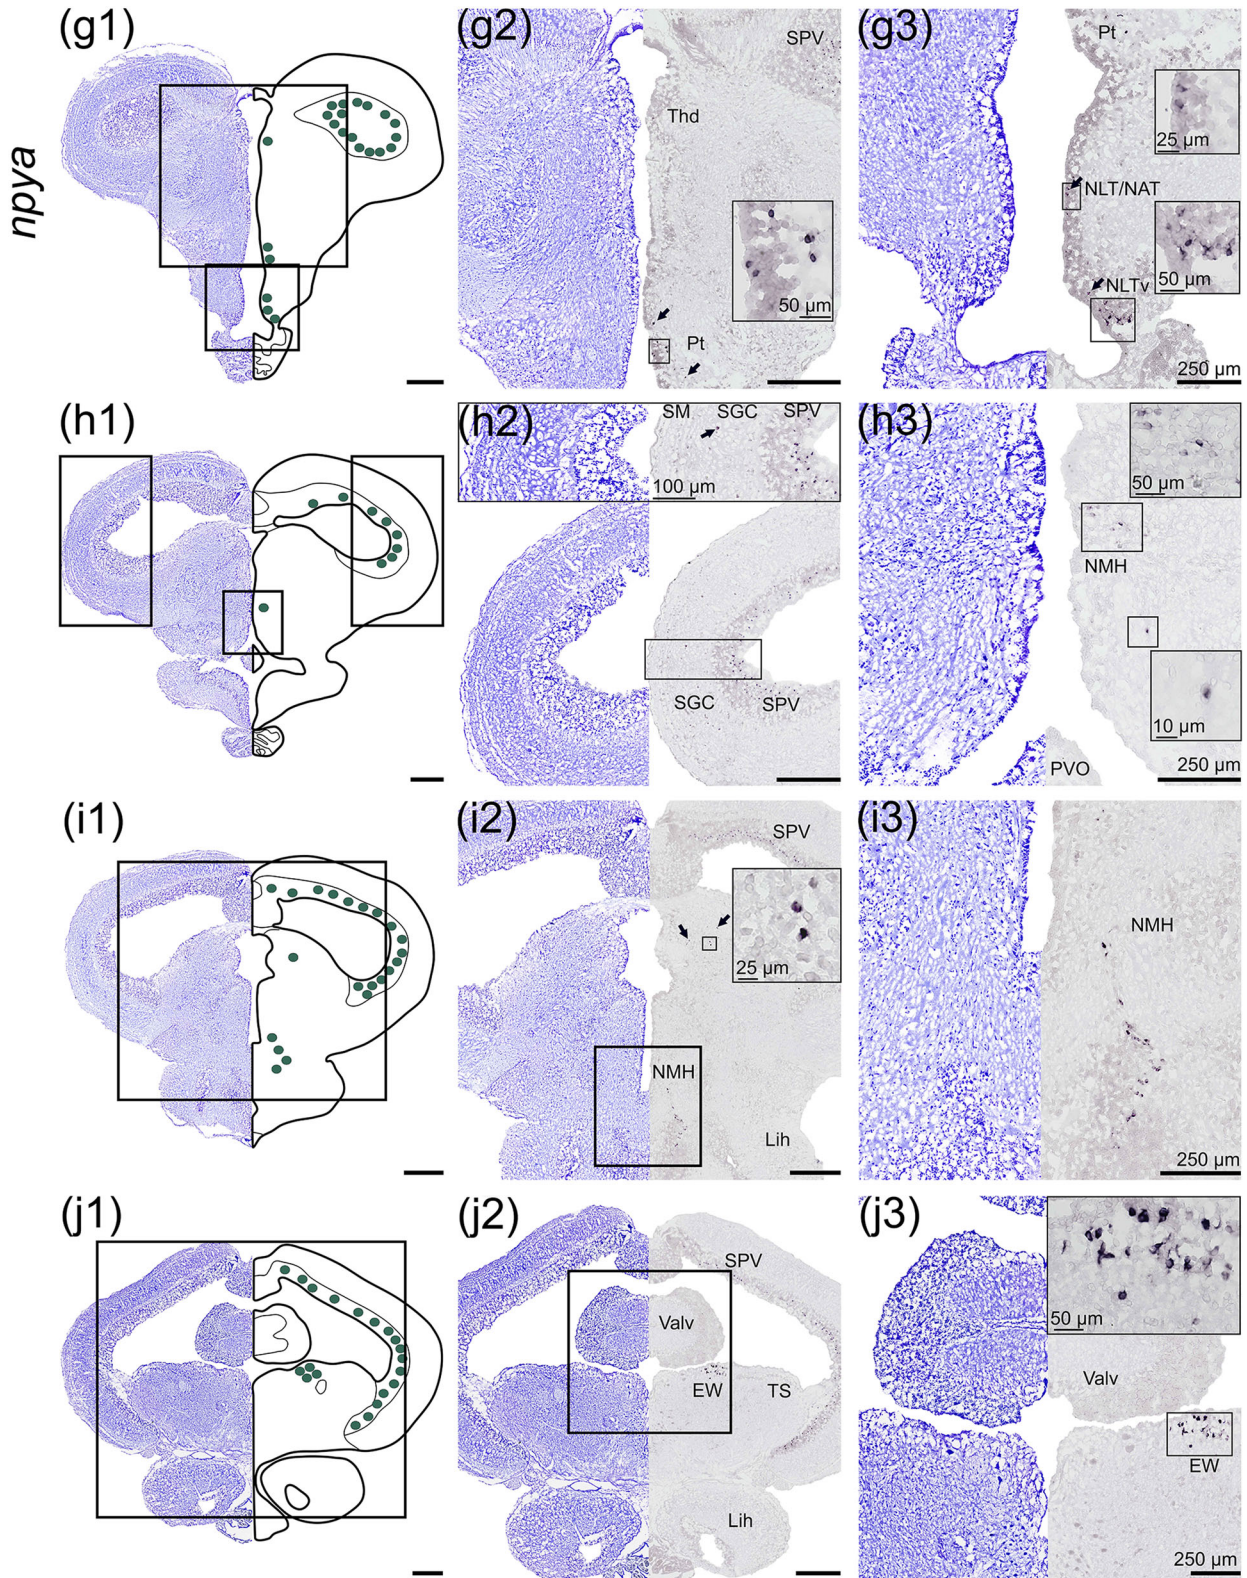 npya
(g1)
(g2)
SPV
Thd
50 µm
Pt
(g3)
Pt
25 µm
NLT/NAT
50 µm
NLTv
250 µm
(h1)
(h2)
SM SGC SPV
100 µm
SGC SPV
(h3)
50 µm
NMH
10 µm
PVO
250 µm
(i1)
(i2)
SPV
25 µm
NMH
Lih
(i3)
NMH
250 µm
(j1)
(j2)
SPV
Valv
EW TS
Lih
(j3)
50 µm
Valv
EW
250 µm